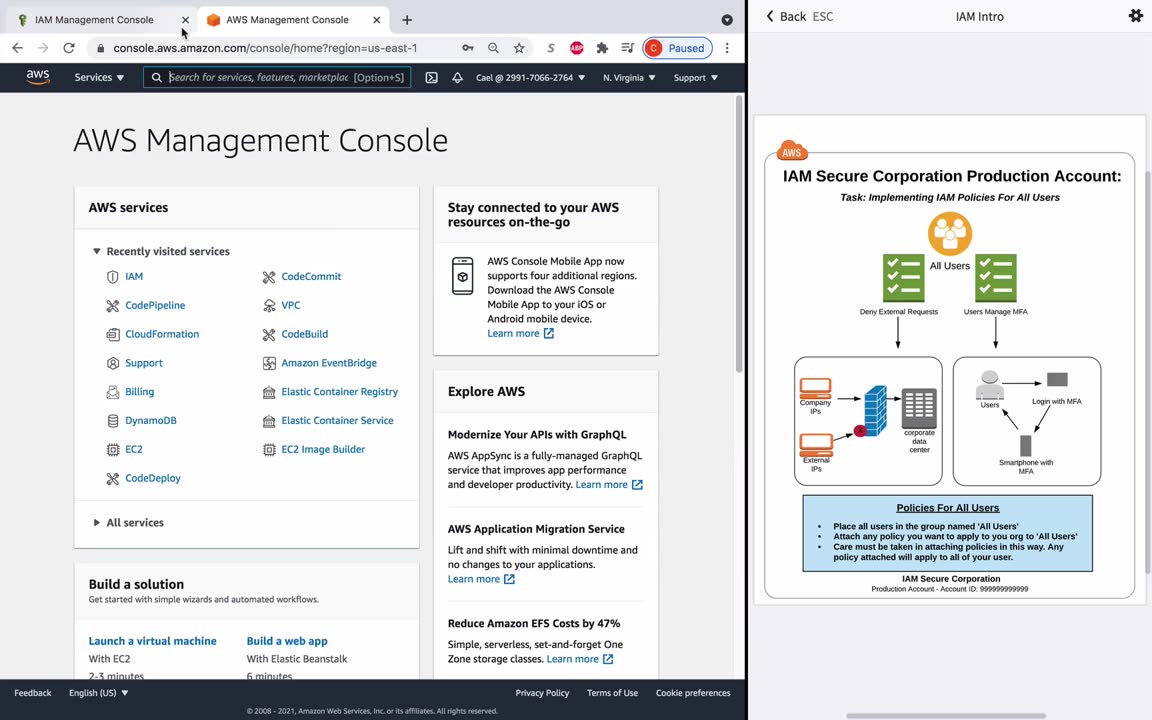 IAM Management Console
AWS Management Console
console.aws.amazon.com/console/home?region=us-east-1
ABP
C Paused
aws
Services
Search for services, features, marketplac [Option+S]
Cael @ 2991-7066-2764
N. Virginia
Support
AWS Management Console
AWS services
Recently visited services
IAM
CodeCommit
CodePipeline
VPC
CloudFormation
CodeBuild
Support
Amazon EventBridge
Billing
Elastic Container Registry
DynamoDB
Elastic Container Service
EC2
EC2 Image Builder
CodeDeploy
All services
Build a solution
Get started with simple wizards and automated workflows.
Launch a virtual machine
With EC2
2-3 minutes
Build a web app
With Elastic Beanstalk
6 minutes
Stay connected to your AWS
resources on-the-go
AWS Console Mobile App now
supports four additional regions.
Download the AWS Console
Mobile App to your iOS or
Android mobile device.
Learn more
Explore AWS
Modernize Your APIs with GraphQL
AWS AppSync is a fully-managed GraphQL
service that improves app performance
and developer productivity. Learn more
AWS Application Migration Service
Lift and shift with minimal downtime and
no changes to your applications.
Learn more
Reduce Amazon EFS Costs by 47%
Simple, serverless, set-and-forget One
Zone storage classes. Learn more
Feedback
English (US)
Privacy Policy
Terms of Use
Cookie preferences
© 2008 - 2021, Amazon Web Services, Inc. or its affiliates. All rights reserved.
Back ESC
IAM Intro
AWS
IAM Secure Corporation Production Account:
Task: Implementing IAM Policies For All Users
All Users
Deny External Requests
Users Manage MFA
Company
IPs
External
IPs
corporate
data
center
Users
Login with MFA
Smartphone with
MFA
Policies For All Users
• Place all users in the group named 'All Users'
• Attach any policy you want to apply to you org to 'All Users'
• Care must be taken in attaching policies in this way. Any
policy attached will apply to all of your user.
IAM Secure Corporation
Production Account - Account ID: 999999999999